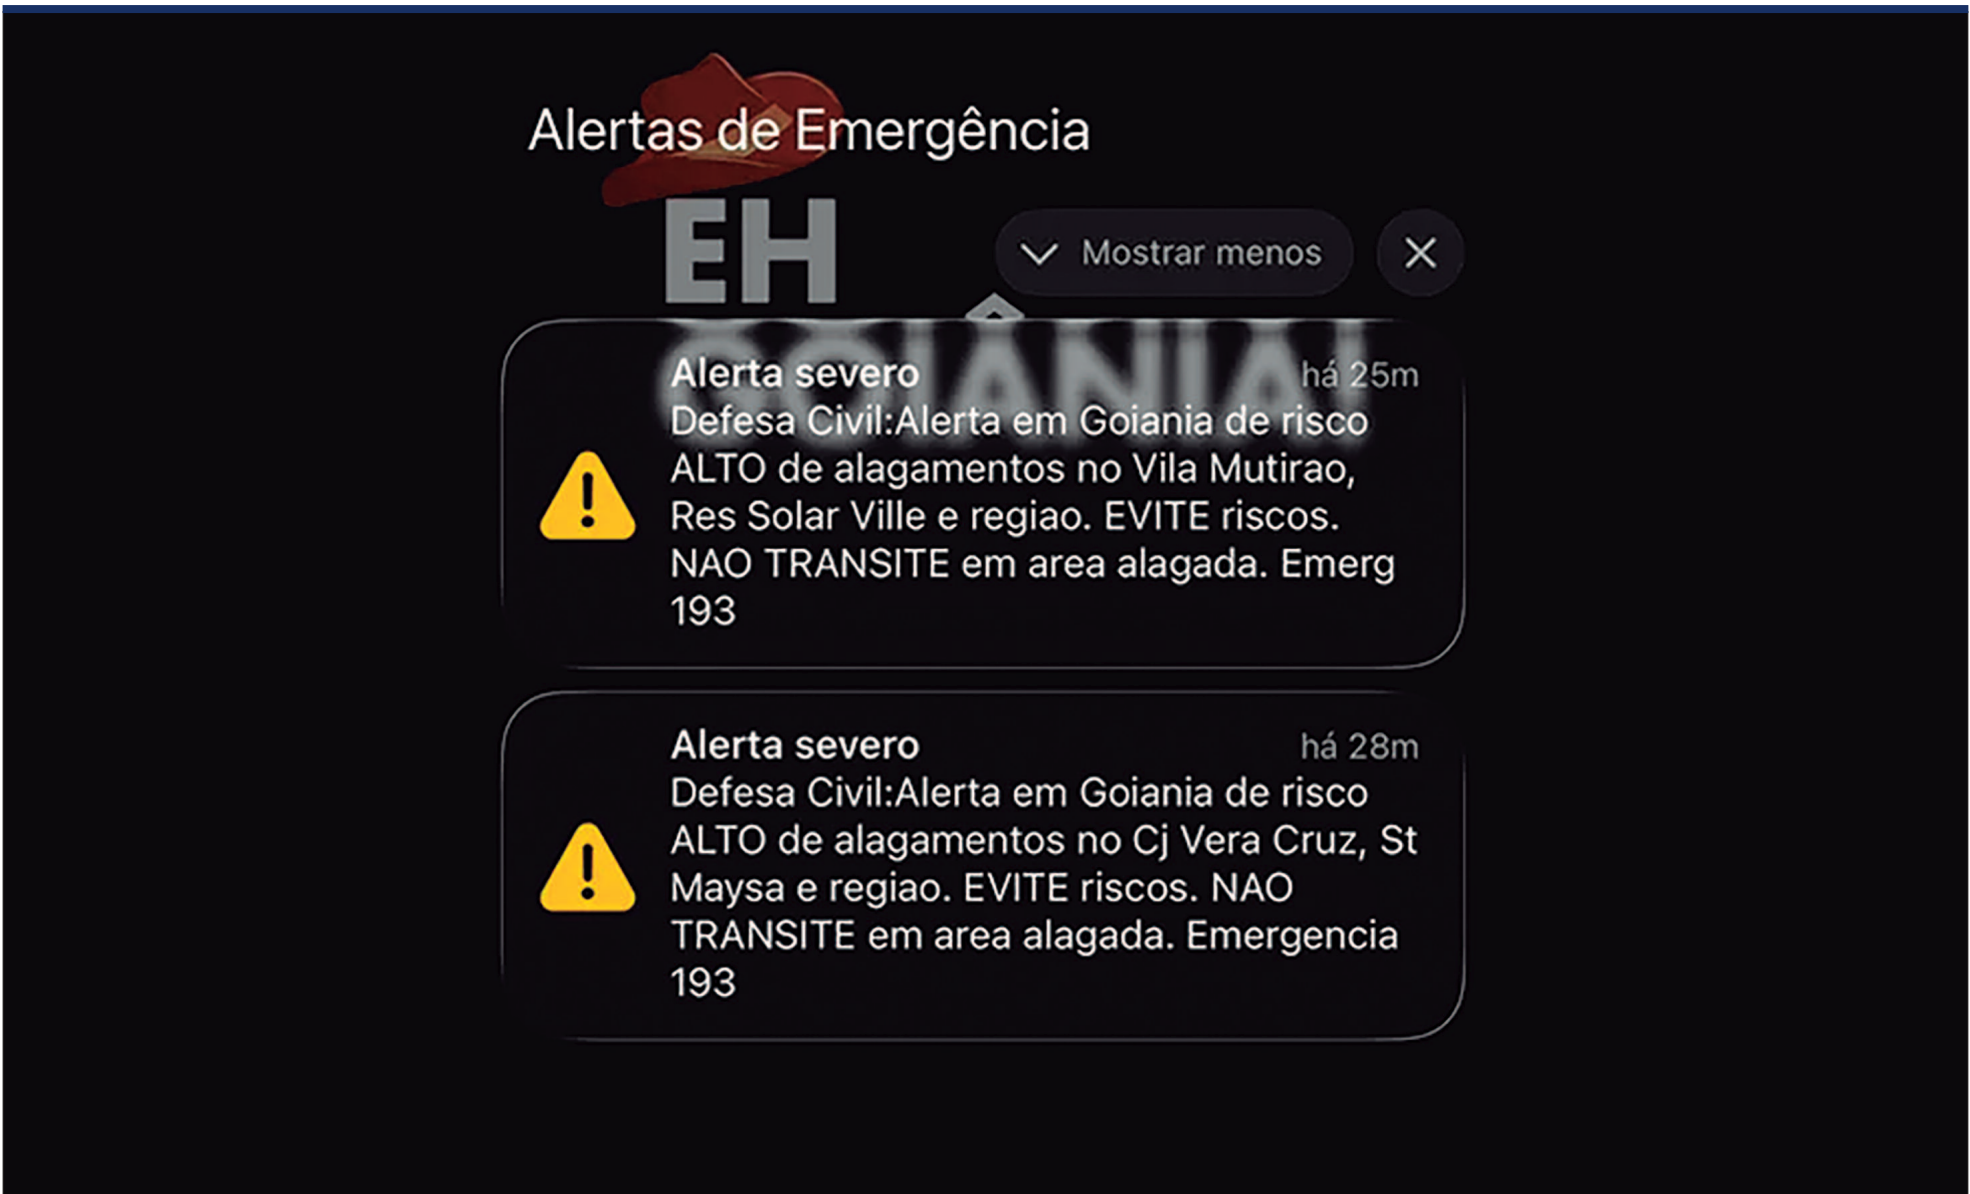 Alertas de Emergência
EH
Mostrar menos
GOIÂNIA!
Alerta severo há 25m
Defesa Civil:Alerta em Goiania de risco
ALTO de alagamentos no Vila Mutirao,
Res Solar Ville e regiao. EVITE riscos.
NAO TRANSITE em area alagada. Emerg
193
Alerta severo há 28m
Defesa Civil:Alerta em Goiania de risco
ALTO de alagamentos no Cj Vera Cruz, St
Maysa e regiao. EVITE riscos. NAO
TRANSITE em area alagada. Emergencia
193